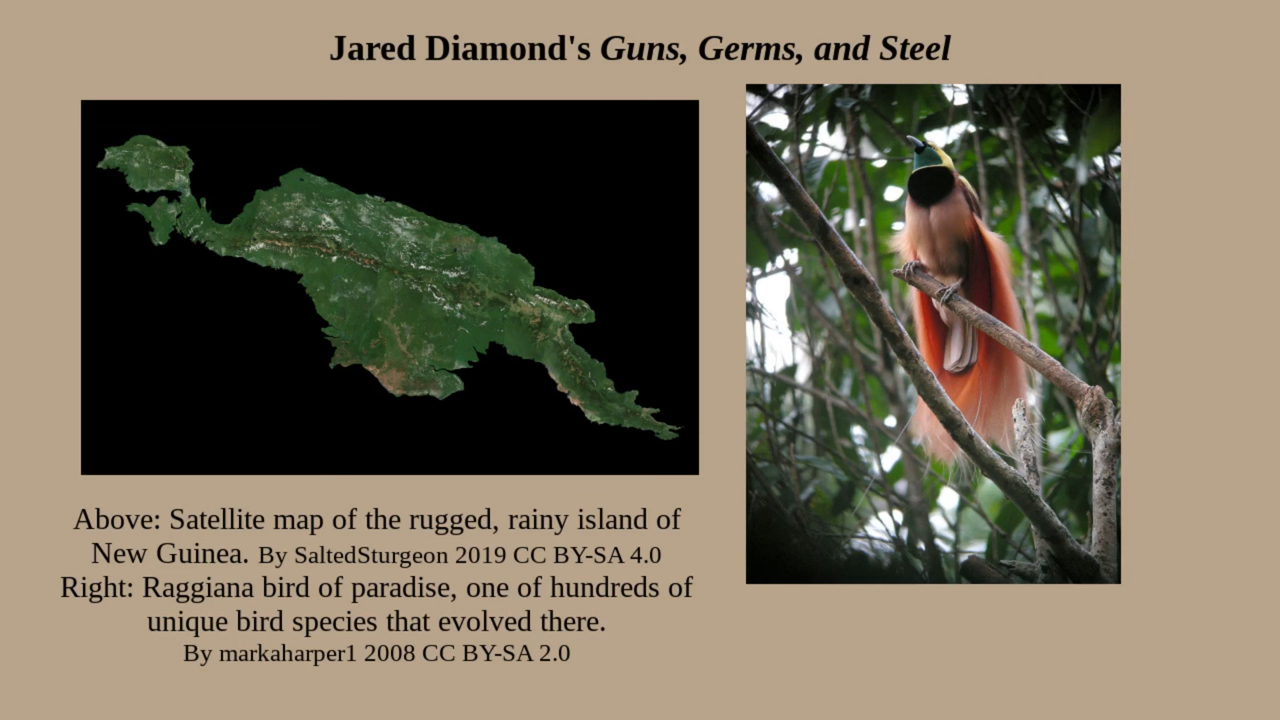 Jared Diamond's Guns, Germs, and Steel
Above: Satellite map of the rugged, rainy island of
New Guinea. By SaltedSturgeon 2019 CC BY-SA 4.0
Right: Raggiana bird of paradise, one of hundreds of
unique bird species that evolved there.
By markaharper1 2008 CC BY-SA 2.0